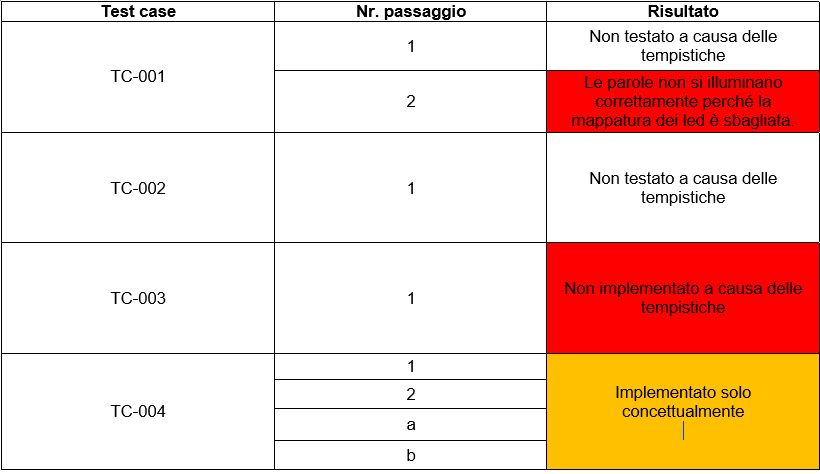 Test case Nr. passaggio Risultato
TC-001
1
Non testato a causa delle
tempistiche
2
Le parole non si illuminano
correttamente perché la
mappatura dei led è sbagliata.
TC-002
1
Non testato a causa delle
tempistiche
TC-003
1
Non implementato a causa delle
tempistiche
TC-004
1
2
a
b
Implementato solo
concettualmente